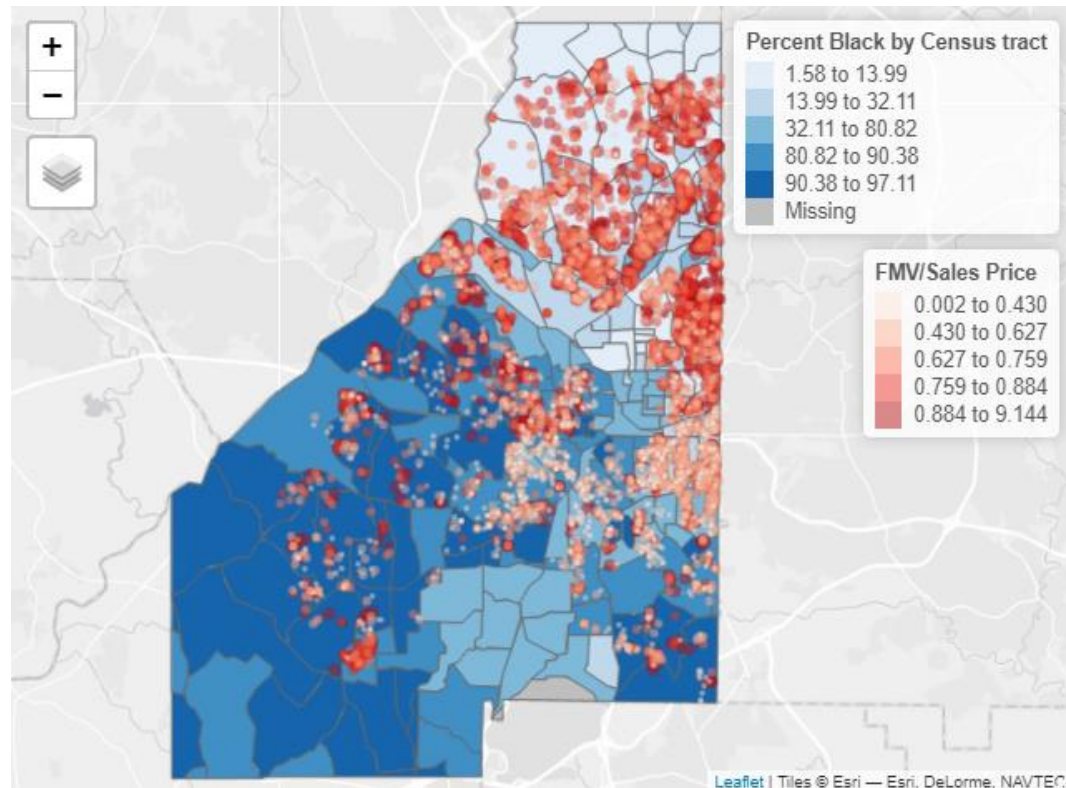 +
−
Percent Black by Census tract
1.58 to 13.99
13.99 to 32.11
32.11 to 80.82
80.82 to 90.38
90.38 to 97.11
Missing
FMV/Sales Price
0.002 to 0.430
0.430 to 0.627
0.627 to 0.759
0.759 to 0.884
0.884 to 9.144
Leaflet | Tiles © Esri — Esri, DeLorme, NAVTEC